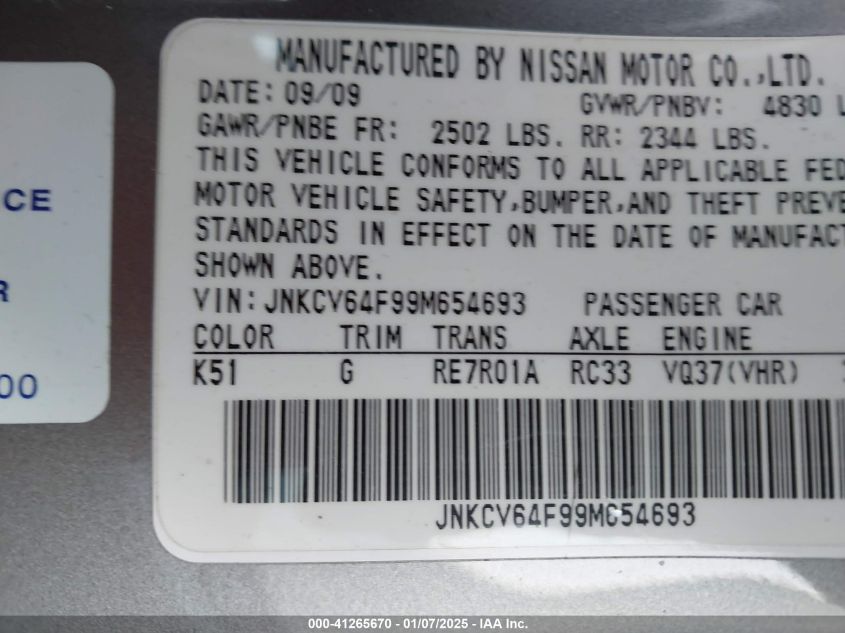 MANUFACTURED BY NISSAN MOTOR CO.,LTD.
DATE: 09/09 GVWR/PNBV: 4830 L
GAWR/PNBE FR: 2502 LBS. RR: 2344 LBS.
THIS VEHICLE CONFORMS TO ALL APPLICABLE FED
MOTOR VEHICLE SAFETY,BUMPER,AND THEFT PREVE
STANDARDS IN EFFECT ON THE DATE OF MANUFACT
SHOWN ABOVE.
VIN:JNKCV64F99M654693 PASSENGER CAR
COLOR TRIM TRANS AXLE ENGINE
K51 G RE7R01A RC33 VQ37(VHR)
JNKCV64F99M654693
CE
R
00
000-41265670 - 01/07/2025 - IAA Inc.